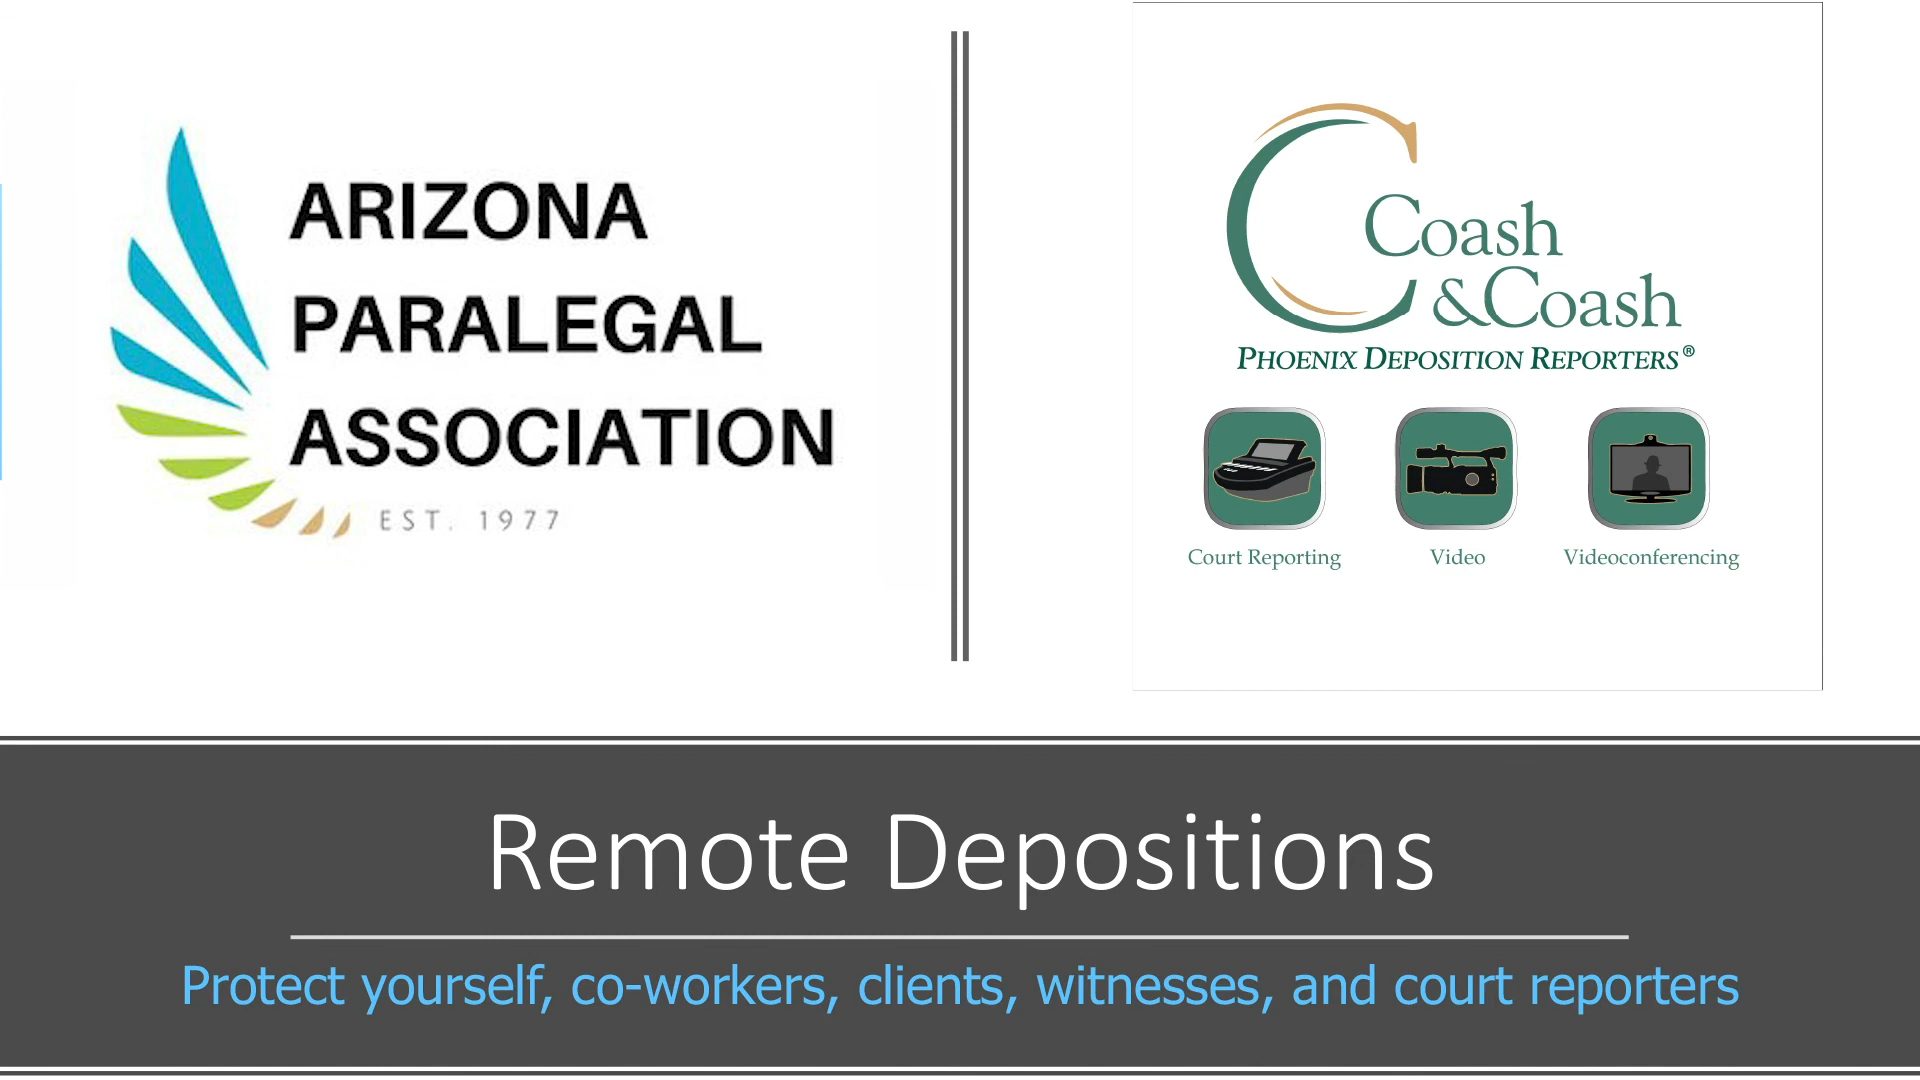 ARIZONA
PARALEGAL
ASSOCIATION
EST. 1977
Coash
&Coash
PHOENIX DEPOSITION REPORTERS®
Court Reporting
Video
Videoconferencing
Remote Depositions
Protect yourself, co-workers, clients, witnesses, and court reporters